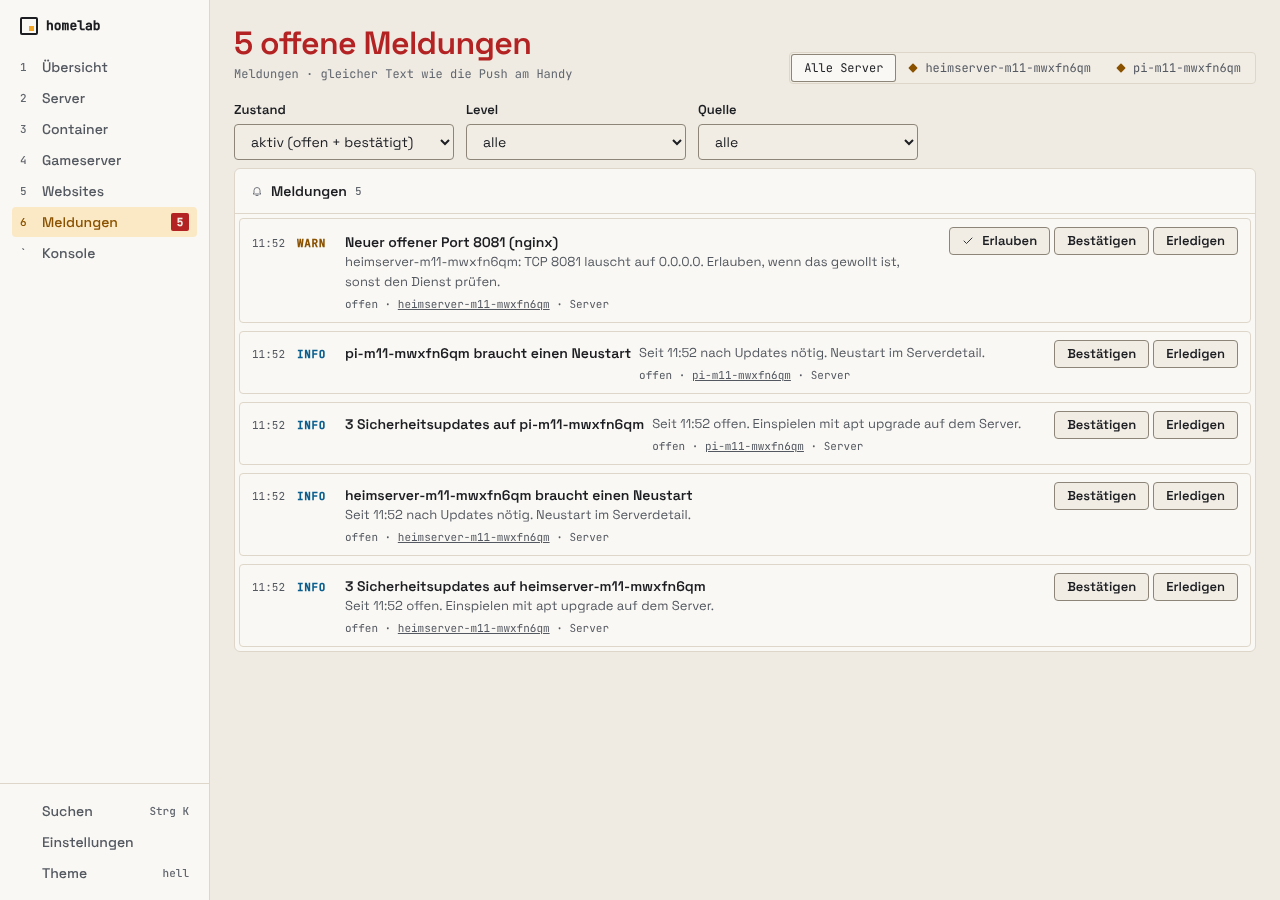 homelab
1 Übersicht
2 Server
3 Container
4 Gameserver
5 Websites
6 Meldungen 5
` Konsole
Suchen Strg K
Einstellungen
Theme hell
5 offene Meldungen
Meldungen · gleicher Text wie die Push am Handy
Alle Server heimserver-m11-mwxfn6qm pi-m11-mwxfn6qm
Zustand Level Quelle
aktiv (offen + bestätigt) alle alle
Meldungen 5
11:52 WARN Neuer offener Port 8081 (nginx) Erlauben Bestätigen Erledigen
heimserver-m11-mwxfn6qm: TCP 8081 lauscht auf 0.0.0.0. Erlauben, wenn das gewollt ist,
sonst den Dienst prüfen.
offen · heimserver-m11-mwxfn6qm · Server
11:52 INFO pi-m11-mwxfn6qm braucht einen Neustart Seit 11:52 nach Updates nötig. Neustart im Serverdetail. Bestätigen Erledigen
offen · pi-m11-mwxfn6qm · Server
11:52 INFO 3 Sicherheitsupdates auf pi-m11-mwxfn6qm Seit 11:52 offen. Einspielen mit apt upgrade auf dem Server. Bestätigen Erledigen
offen · pi-m11-mwxfn6qm · Server
11:52 INFO heimserver-m11-mwxfn6qm braucht einen Neustart Bestätigen Erledigen
Seit 11:52 nach Updates nötig. Neustart im Serverdetail.
offen · heimserver-m11-mwxfn6qm · Server
11:52 INFO 3 Sicherheitsupdates auf heimserver-m11-mwxfn6qm Bestätigen Erledigen
Seit 11:52 offen. Einspielen mit apt upgrade auf dem Server.
offen · heimserver-m11-mwxfn6qm · Server